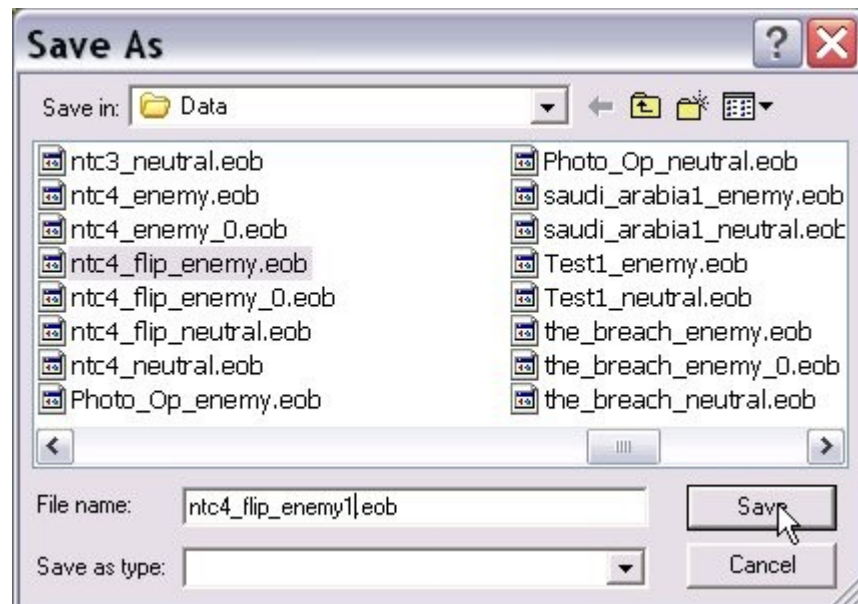 Save As
Save in: Data
ntc3_neutral.eob
ntc4_enemy.eob
ntc4_enemy_0.eob
ntc4_flip_enemy.eob
ntc4_flip_enemy_0.eob
ntc4_flip_neutral.eob
ntc4_neutral.eob
Photo_Op_enemy.eob
Photo_Op_neutral.eob
saudi_arabia1_enemy.eob
saudi_arabia1_neutral.eob
Test1_enemy.eob
Test1_neutral.eob
the_breach_enemy.eob
the_breach_enemy_0.eob
the_breach_neutral.eob
File name: ntc4_flip_enemy1.eob
Save
Save as type:
Cancel